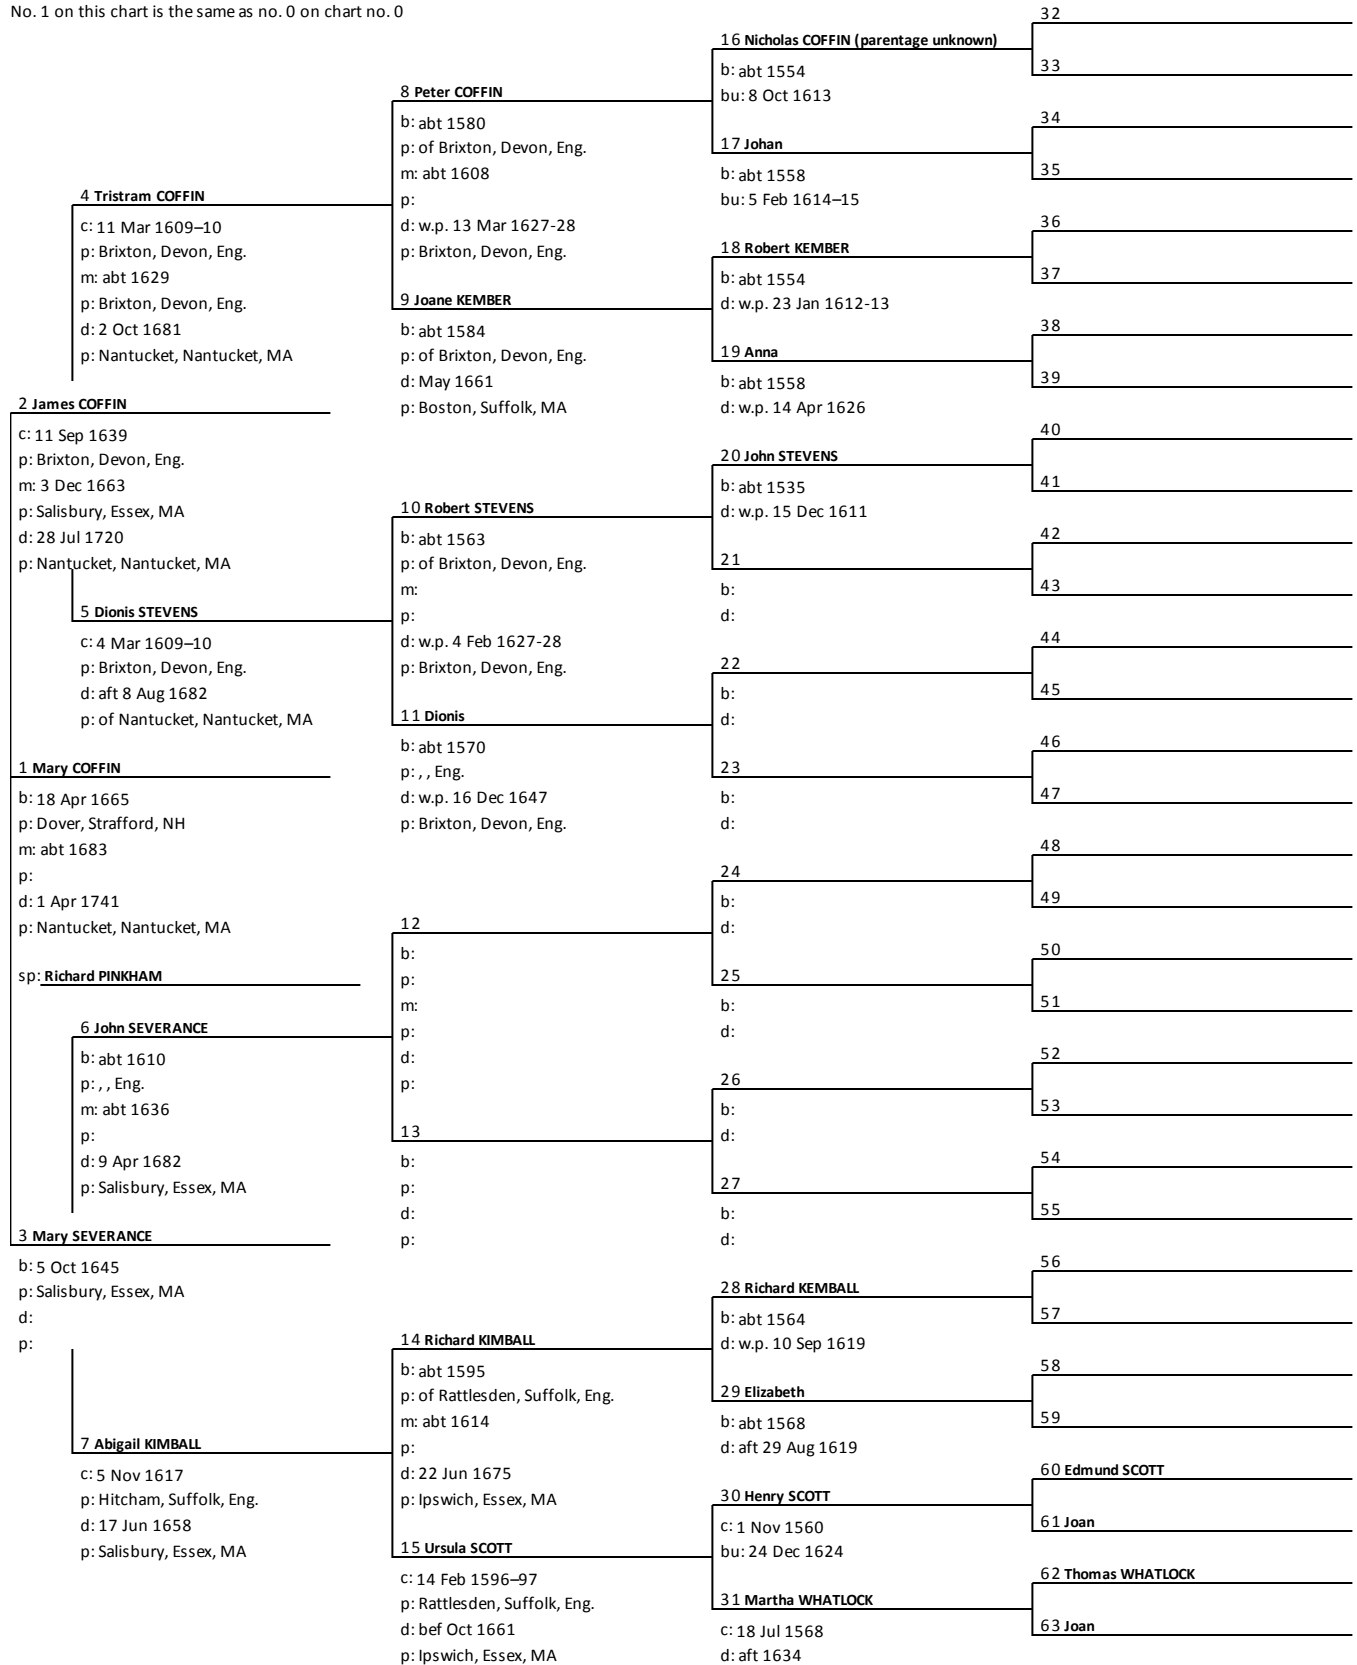 No. 1 on this chart is the same as no. 0 on chart no. 0
4 Tristram COFFIN
c: 11 Mar 1609–10
p: Brixton, Devon, Eng.
m: abt 1629
p: Brixton, Devon, Eng.
d: 2 Oct 1681
p: Nantucket, Nantucket, MA
2 James COFFIN
c: 11 Sep 1639
p: Brixton, Devon, Eng.
m: 3 Dec 1663
p: Salisbury, Essex, MA
d: 28 Jul 1720
p: Nantucket, Nantucket, MA
5 Dionis STEVENS
c: 4 Mar 1609–10
p: Brixton, Devon, Eng.
d: aft 8 Aug 1682
p: of Nantucket, Nantucket, MA
1 Mary COFFIN
b: 18 Apr 1665
p: Dover, Strafford, NH
m: abt 1683
p:
d: 1 Apr 1741
p: Nantucket, Nantucket, MA
sp: Richard PINKHAM
6 John SEVERANCE
b: abt 1610
p: , , Eng.
m: abt 1636
p:
d: 9 Apr 1682
p: Salisbury, Essex, MA
3 Mary SEVERANCE
b: 5 Oct 1645
p: Salisbury, Essex, MA
d:
p:
7 Abigail KIMBALL
c: 5 Nov 1617
p: Hitcham, Suffolk, Eng.
d: 17 Jun 1658
p: Salisbury, Essex, MA
8 Peter COFFIN
b: abt 1580
p: of Brixton, Devon, Eng.
m: abt 1608
p:
d: w.p. 13 Mar 1627-28
p: Brixton, Devon, Eng.
9 Joane KEMBER
b: abt 1584
p: of Brixton, Devon, Eng.
d: May 1661
p: Boston, Suffolk, MA
10 Robert STEVENS
b: abt 1563
p: of Brixton, Devon, Eng.
m:
p:
d: w.p. 4 Feb 1627-28
p: Brixton, Devon, Eng.
11 Dionis
b: abt 1570
p: , , Eng.
d: w.p. 16 Dec 1647
p: Brixton, Devon, Eng.
12
b:
p:
m:
p:
d:
p:
13
b:
p:
d:
p:
14 Richard KIMBALL
b: abt 1595
p: of Rattlesden, Suffolk, Eng.
m: abt 1614
p:
d: 22 Jun 1675
p: Ipswich, Essex, MA
15 Ursula SCOTT
c: 14 Feb 1596–97
p: Rattlesden, Suffolk, Eng.
d: bef Oct 1661
p: Ipswich, Essex, MA
16 Nicholas COFFIN (parentage unknown)
b: abt 1554
bu: 8 Oct 1613
17 Johan
b: abt 1558
bu: 5 Feb 1614–15
18 Robert KEMBER
b: abt 1554
d: w.p. 23 Jan 1612-13
19 Anna
b: abt 1558
d: w.p. 14 Apr 1626
20 John STEVENS
b: abt 1535
d: w.p. 15 Dec 1611
21
b:
d:
22
b:
d:
23
b:
d:
24
b:
d:
25
b:
d:
26
b:
d:
27
b:
d:
28 Richard KEMBALL
b: abt 1564
d: w.p. 10 Sep 1619
29 Elizabeth
b: abt 1568
d: aft 29 Aug 1619
30 Henry SCOTT
c: 1 Nov 1560
bu: 24 Dec 1624
31 Martha WHATLOCK
c: 18 Jul 1568
d: aft 1634
32
33
34
35
36
37
38
39
40
41
42
43
44
45
46
47
48
49
50
51
52
53
54
55
56
57
58
59
60 Edmund SCOTT
61 Joan
62 Thomas WHATLOCK
63 Joan